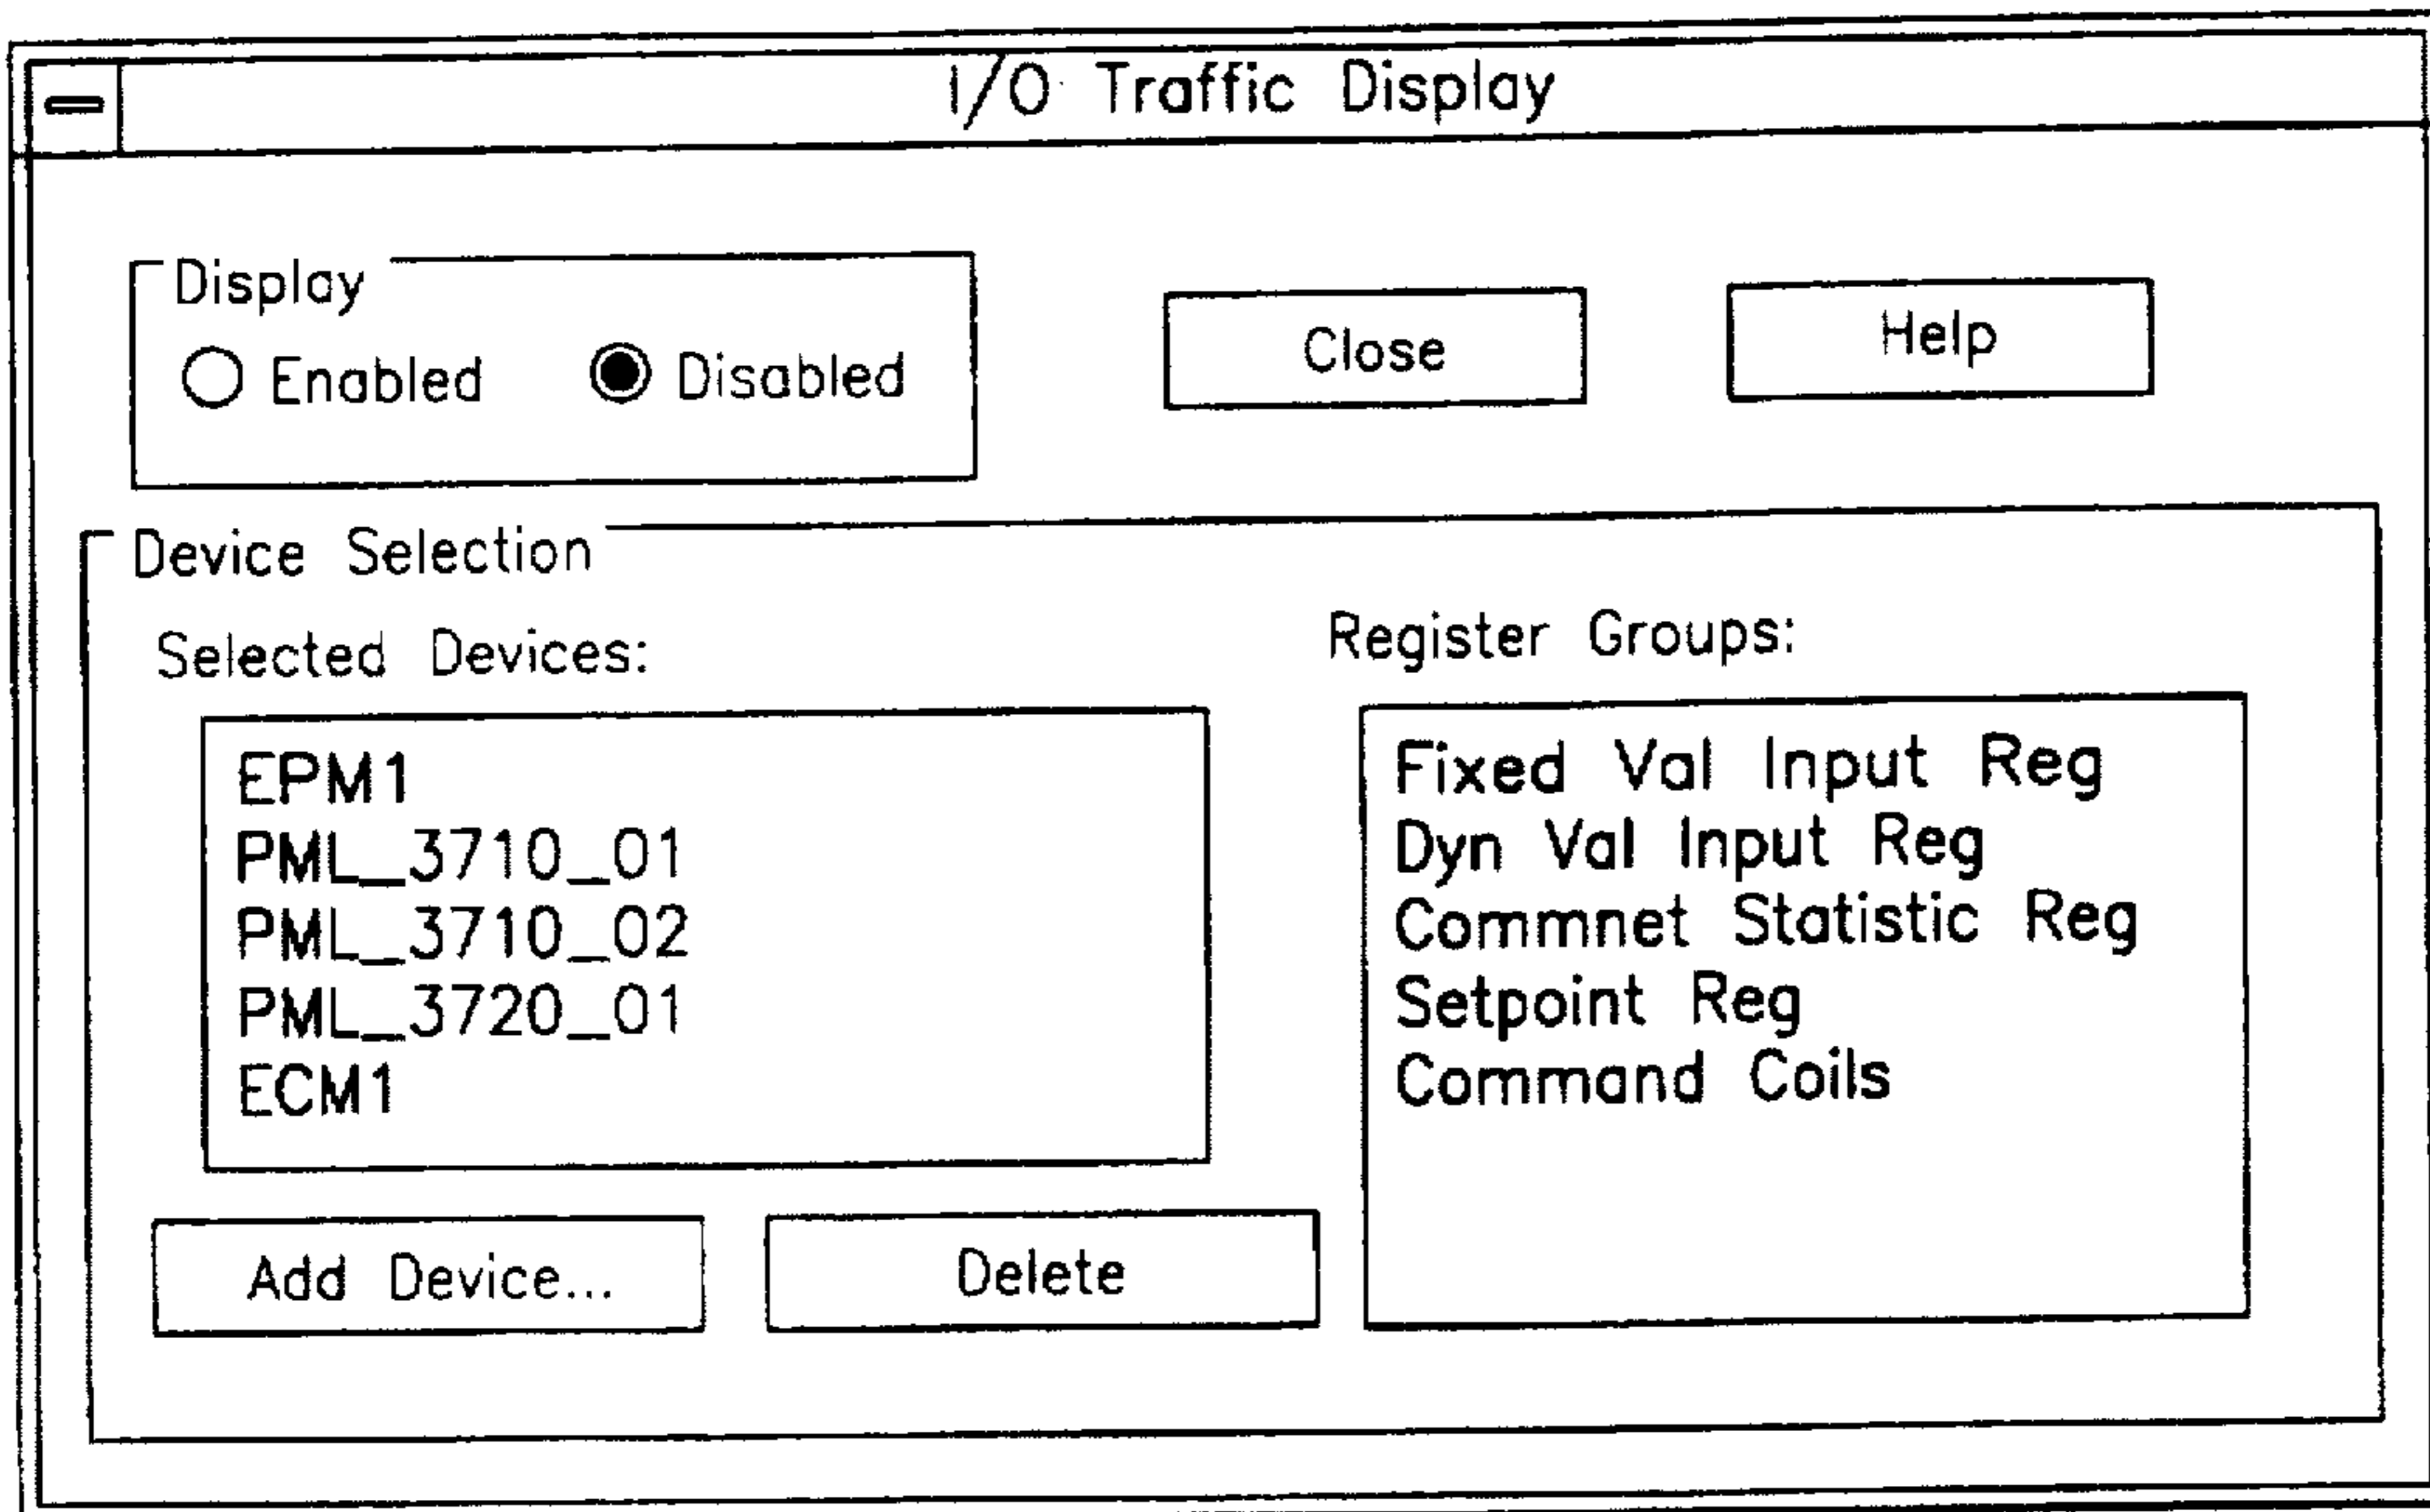 I/O Traffic Display
Display
Enabled Disabled
Close
Help
Device Selection
Selected Devices:
EPM1
PML_3710_01
PML_3710_02
PML_3720_01
ECM1
Add Device...
Delete
Register Groups:
Fixed Val Input Reg
Dyn Val Input Reg
Commnet Statistic Reg
Setpoint Reg
Command Coils